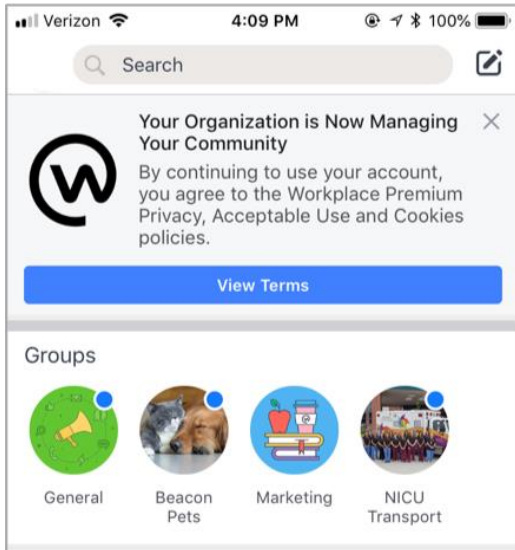 Verizon 4:09 PM 100%
Search
Your Organization is Now Managing
Your Community
By continuing to use your account,
you agree to the Workplace Premium
Privacy, Acceptable Use and Cookies
policies.
View Terms
Groups
General Beacon Pets Marketing NICU Transport